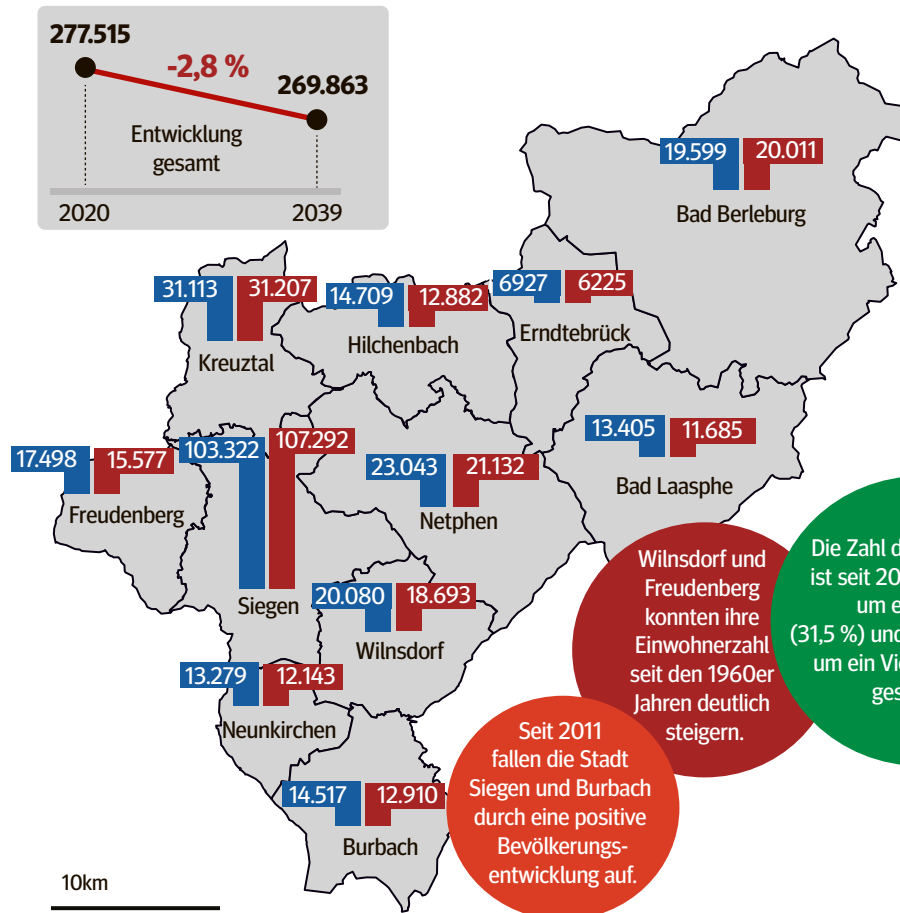 277.515
-2,8 %
269.863
Entwicklung
gesamt
2020
2039
19.599
20.011
Bad Berleburg
31.113
31.207
Kreuztal
14.709
12.882
Hilchenbach
6927
6225
Erndtebrück
13.405
11.685
Bad Laasphe
17.498
15.577
Freudenberg
103.322
107.292
Siegen
23.043
21.132
Netphen
20.080
18.693
Wilnsdorf
13.279
12.143
Neunkirchen
14.517
12.910
Burbach
Wilnsdorf und
Freudenberg
konnten ihre
Einwohnerzahl
seit den 1960er
Jahren deutlich
steigern.
Die Zahl
ist seit
um
(31,5 %) und
um ein
Seit 2011
fallen die Stadt
Siegen und Burbach
durch eine positive
Bevölkerungs-
entwicklung auf.
10km